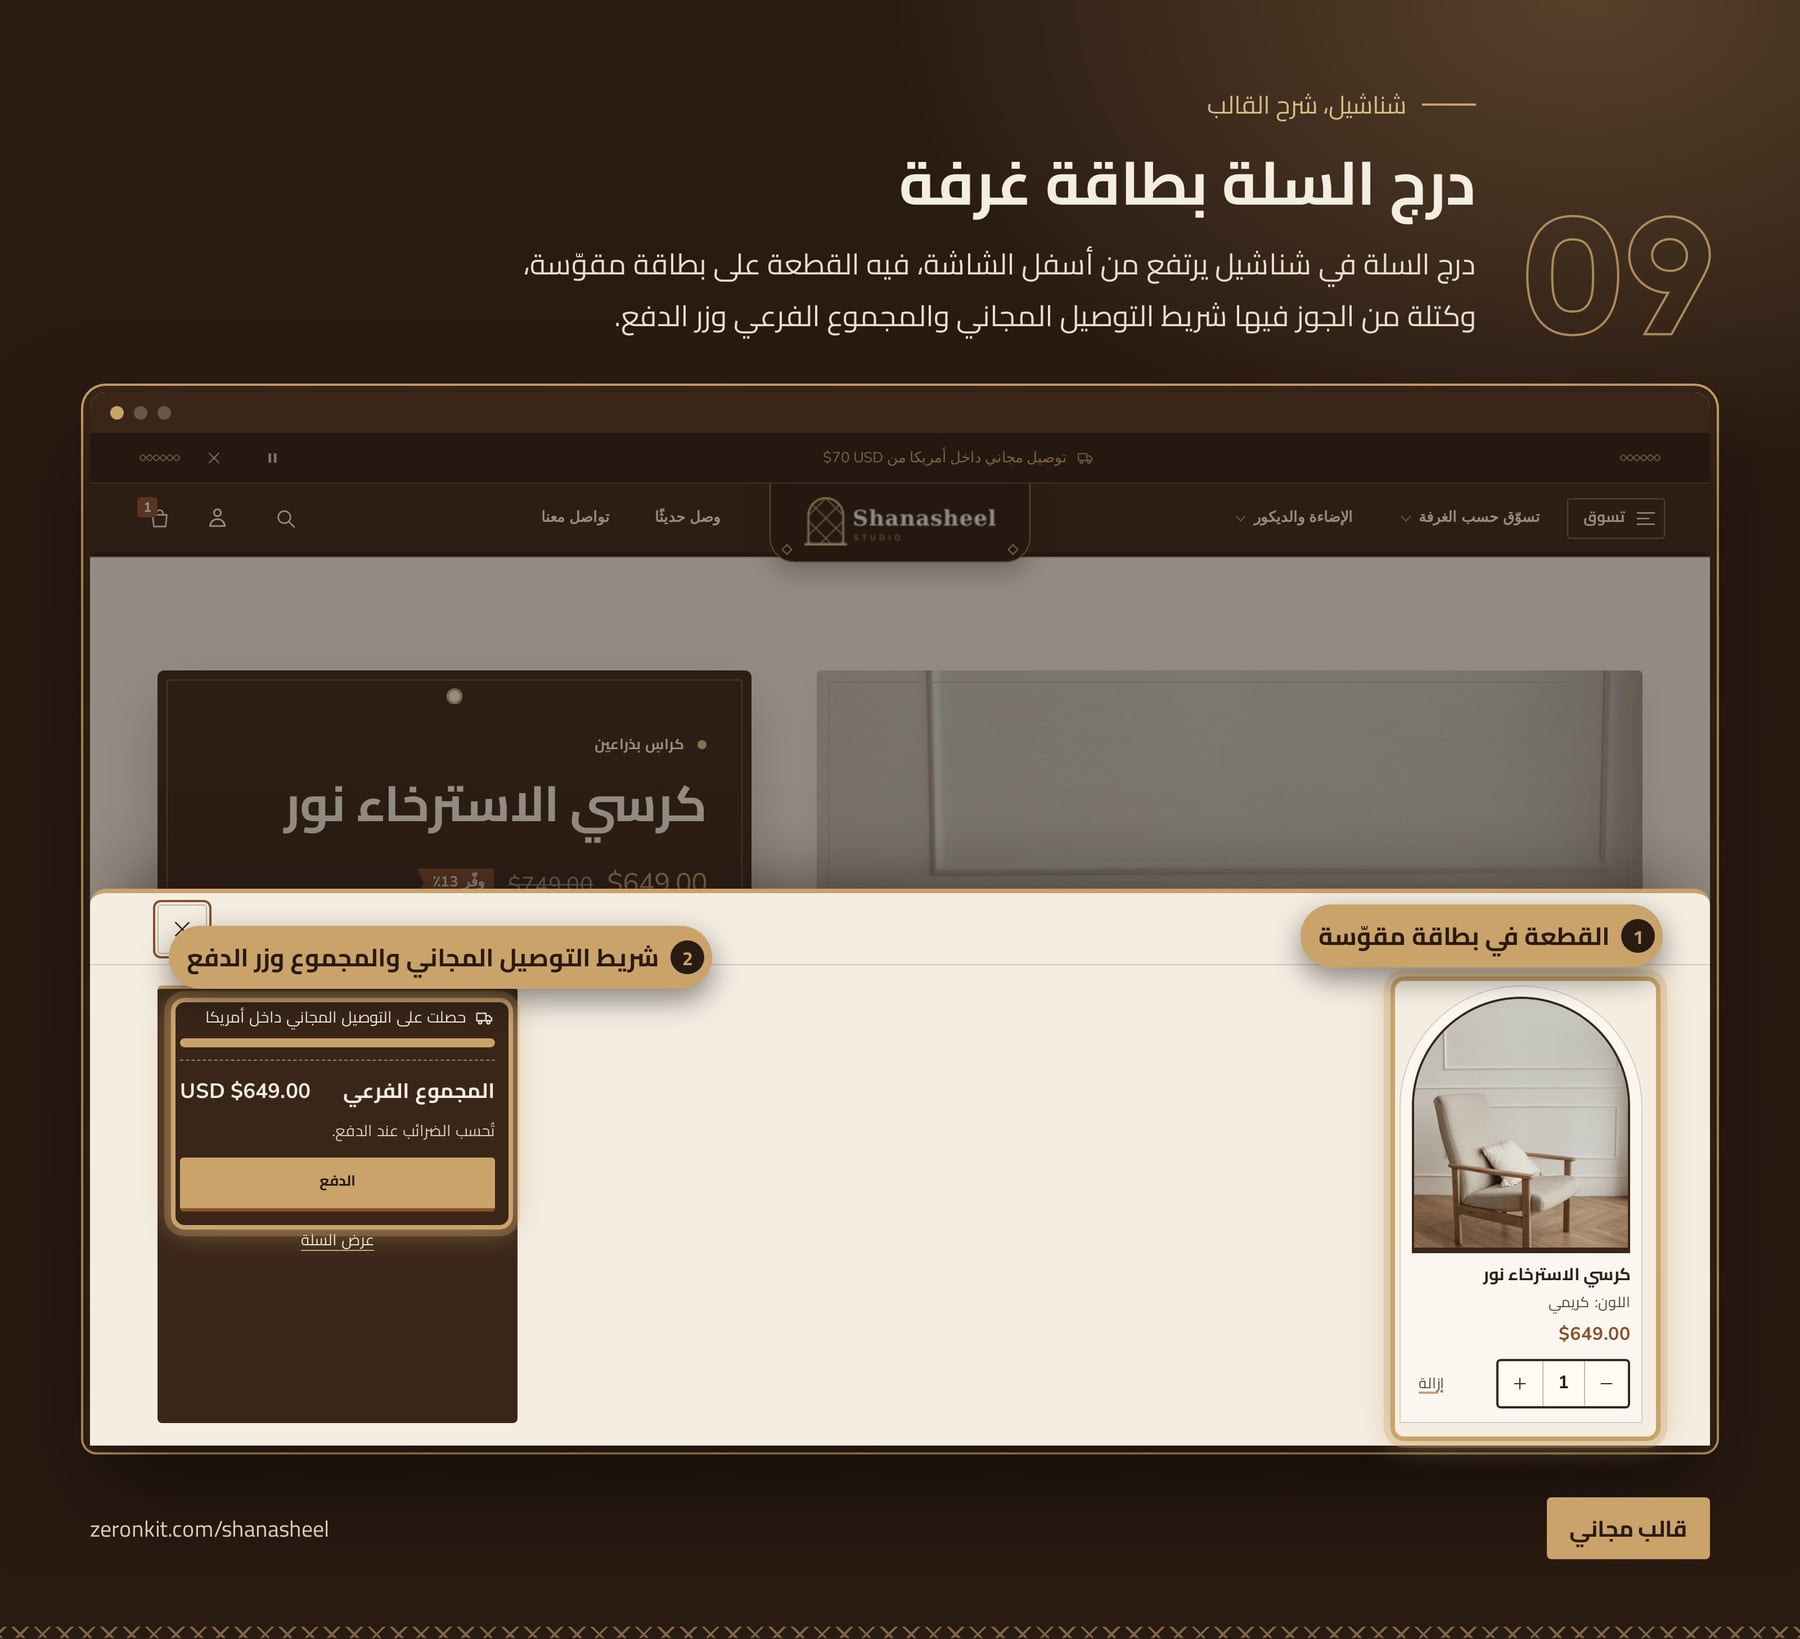 شناشيل، شرح القالب
درج السلة بطاقة غرفة
09
درج السلة في شناشيل يرتفع من أسفل الشاشة، فيه القطعة على بطاقة مقوّسة،
وكتلة من الجوز فيها شريط التوصيل المجاني والمجموع الفرعي وزر الدفع.
توصيل مجاني داخل أمريكا من $70 USD
تسوق
تسوّق حسب الغرفة
الإضاءة والديكور
Shanasheel
STUDIO
وصل حديثًا
تواصل معنا
1
كراسٍ بذراعين
كرسي الاسترخاء نور
$649.00 $749.00 وفّر 13٪
1 القطعة في بطاقة مقوّسة
2 شريط التوصيل المجاني والمجموع وزر الدفع
كرسي الاسترخاء نور
اللون: كريمي
$649.00
− 1 +
إزالة
حصلت على التوصيل المجاني داخل أمريكا
المجموع الفرعي $649.00 USD
تُحسب الضرائب عند الدفع.
الدفع
عرض السلة
قالب مجاني
zeronkit.com/shanasheel